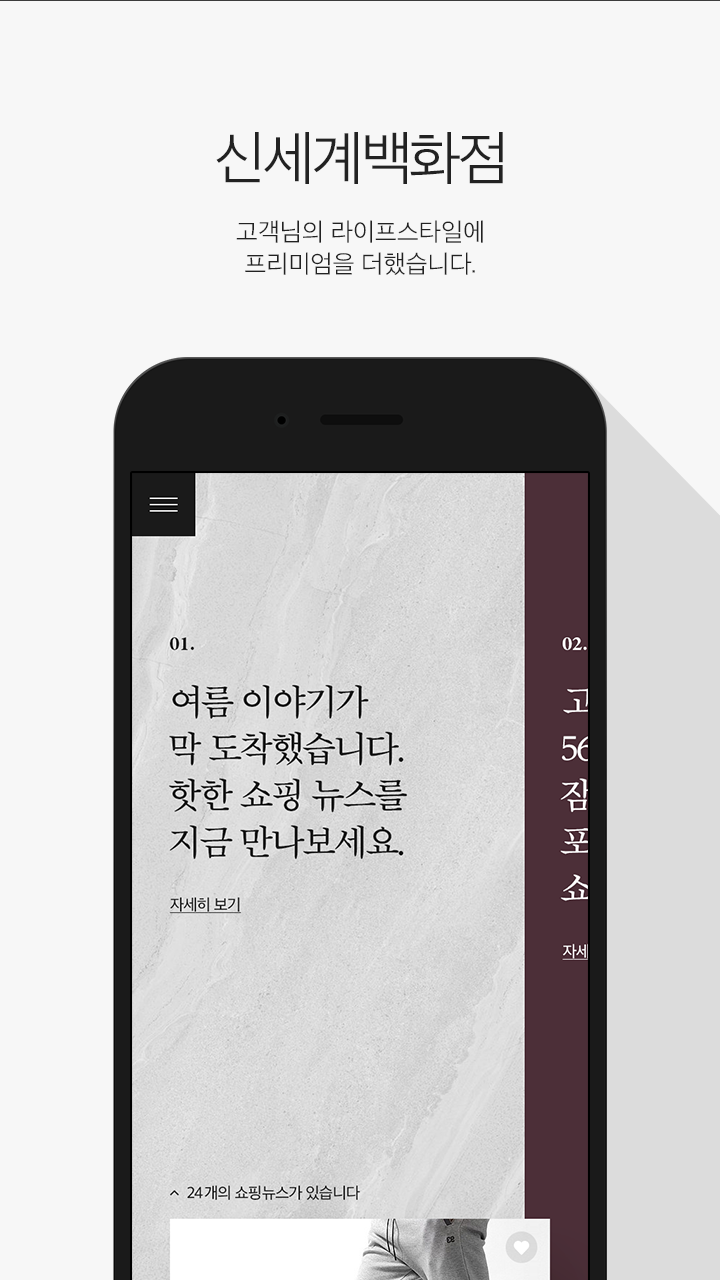 신세계백화점
고객님의 라이프스타일에
프리미엄을 더했습니다.
01.
여름 이야기가
막 도착했습니다.
핫한 쇼핑 뉴스를
지금 만나보세요.
자세히 보기
02.
고
56
잠
포
쇼
자세
24개의 쇼핑뉴스가 있습니다